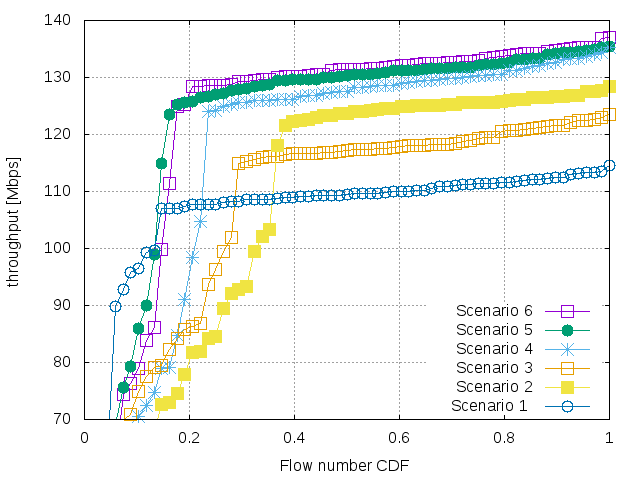 140
130
120
110
100
90
80
70
throughput [Mbps]
Scenario 6
Scenario 5
Scenario 4
Scenario 3
Scenario 2
Scenario 1
0 0.2 0.4 0.6 0.8 1
Flow number CDF